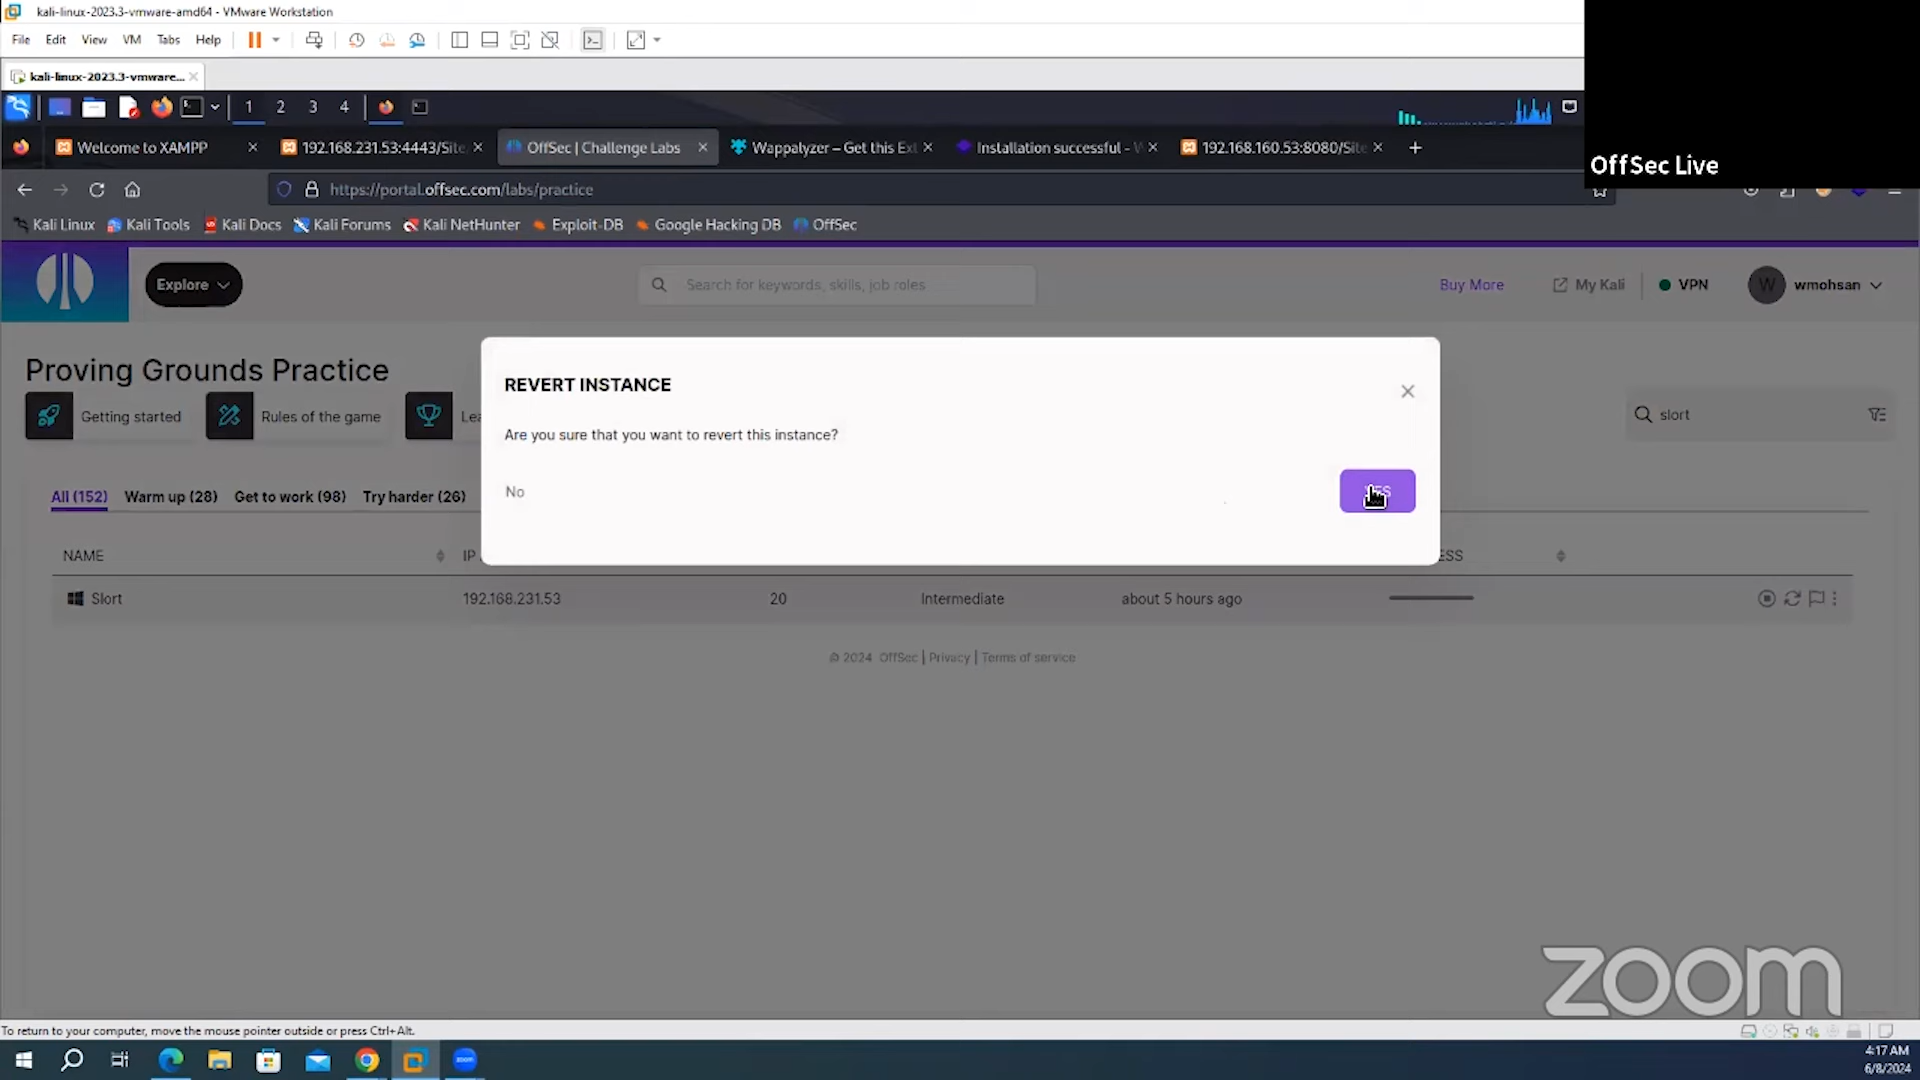 kali-linux-2023.3-vmware-amd64 - VMware Workstation
File Edit View VM Tabs Help
kali-linux-2023.3-vmware...
1 2 3 4
Welcome to XAMPP 192.168.231.53:4443/Site OffSec | Challenge Labs Wappalyzer – Get this Ext Installation successful - 192.168.160.53:8080/Site
OffSec Live
https://portal.offsec.com/labs/practice
Kali Linux Kali Tools Kali Docs Kali Forums Kali NetHunter Exploit-DB Google Hacking DB OffSec
Explore Search for keywords, skills, job roles Buy More My Kali VPN W wmohsan
Proving Grounds Practice
REVERT INSTANCE
Getting started Rules of the game Lea
slort
Are you sure that you want to revert this instance?
No
All (152) Warm up (28) Get to work (98) Try harder (26)
NAME IP ESS
Slort 192.168.231.53 20 Intermediate about 5 hours ago
© 2024 OffSec | Privacy | Terms of service
zoom
To return to your computer, move the mouse pointer outside or press Ctrl+Alt.
zoom
4:17 AM
6/8/2024